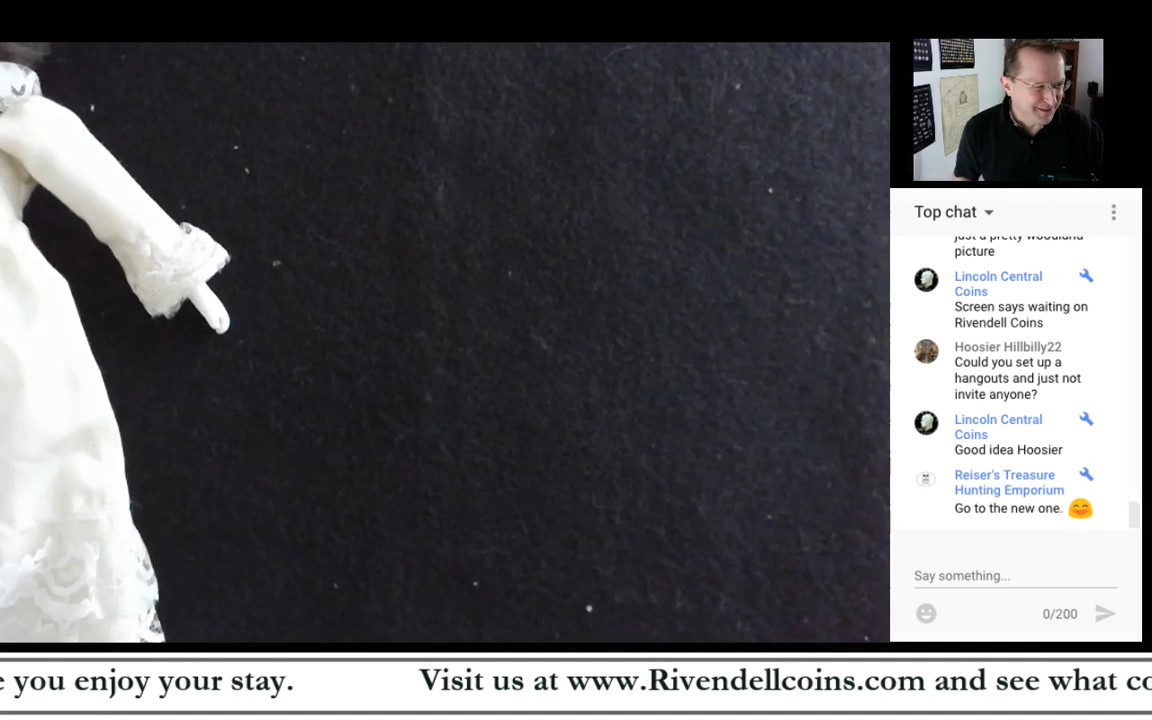 Top chat
just a pretty woodland
picture
Lincoln Central
Coins
Screen says waiting on
Rivendell Coins
Hoosier Hillbilly22
Could you set up a
hangouts and just not
invite anyone?
Lincoln Central
Coins
Good idea Hoosier
Reiser's Treasure
Hunting Emporium
Go to the new one.
Say something...
0/200
e you enjoy your stay. Visit us at www.Rivendellcoins.com and see what co